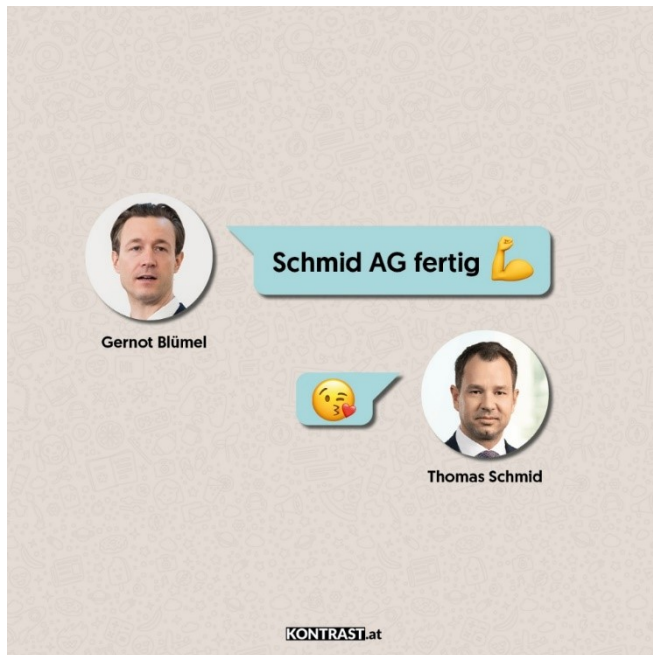 Schmid AG fertig 💪
Gernot Blümel
😘
Thomas Schmid
KONTRAST.at